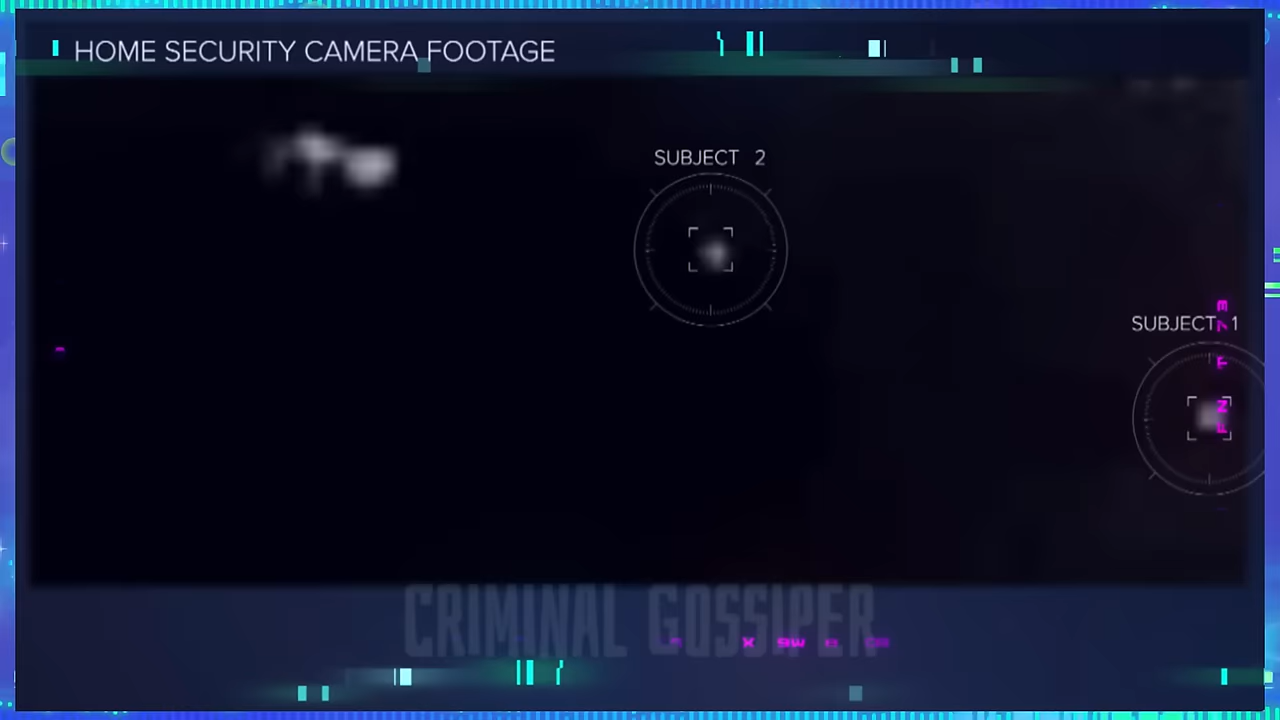 HOME SECURITY CAMERA FOOTAGE
SUBJECT 2
SUBJECT 1
CRIMINAL GOSSIPER